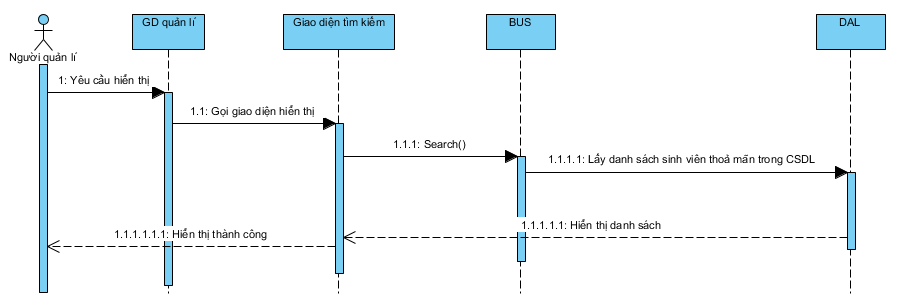 GD quản lí
Giao diện tìm kiếm
BUS
DAL
Người quản lí
1: Yêu cầu hiển thị
1.1: Gọi giao diện hiển thị
1.1.1: Search()
1.1.1.1: Lấy danh sách sinh viên thoả mãn trong CSDL
1.1.1.1.1: Hiển thị danh sách
1.1.1.1.1.1: Hiển thị thành công